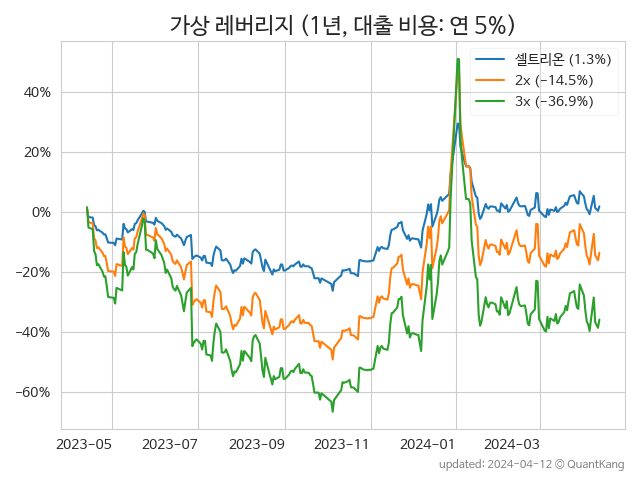 가상 레버리지 (1년, 대출 비용: 연 5%)
셀트리온 (1.3%)
2x (−14.5%)
3x (−36.9%)
40%
20%
0%
−20%
−40%
−60%
2023-05 2023-07 2023-09 2023-11 2024-01 2024-03
updated: 2024-04-12 © QuantKang